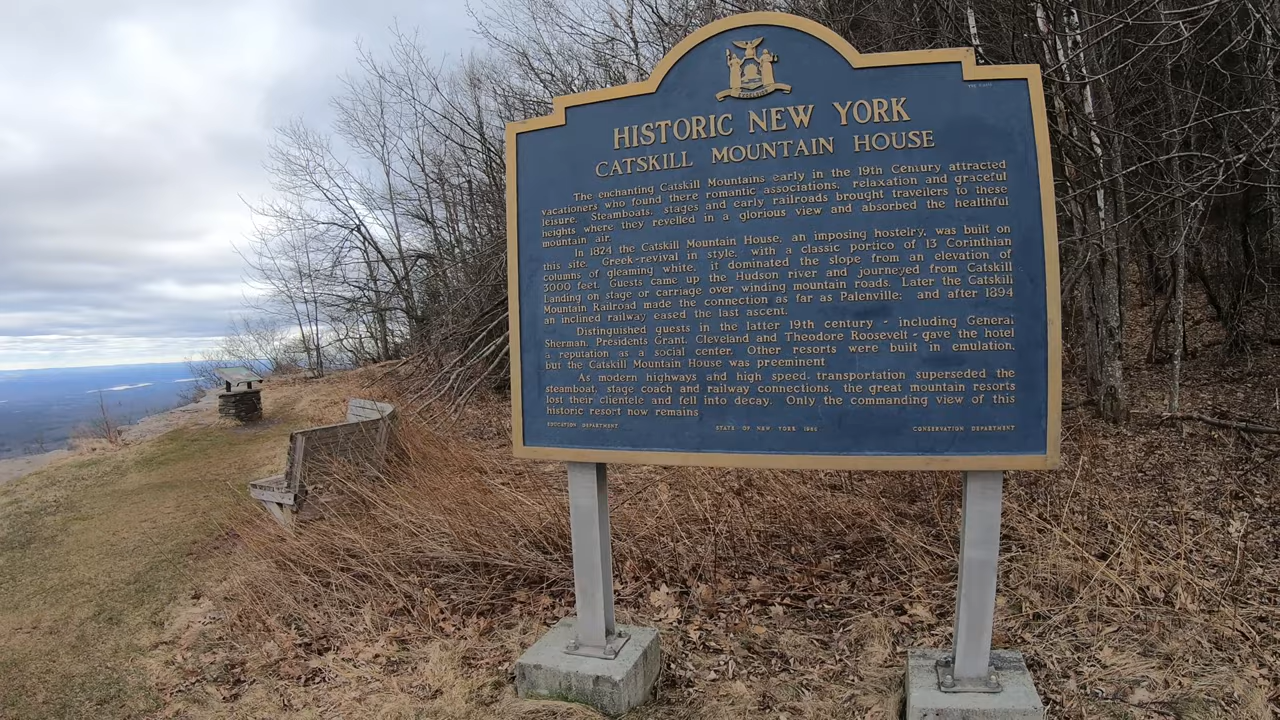 EXCELSIOR
HISTORIC NEW YORK
CATSKILL MOUNTAIN HOUSE
The enchanting Catskill Mountains early in the 19th Century attracted
vacationers who found there romantic associations, relaxation and graceful
leisure. Steamboats, stages and early railroads brought travellers to these
heights where they revelled in a glorious view and absorbed the healthful
mountain air.
In 1824 the Catskill Mountain House, an imposing hostelry, was built on
this site. Greek-revival in style, with a classic portico of 13 Corinthian
columns of gleaming white, it dominated the slope from an elevation of
3000 feet. Guests came up the Hudson river and journeyed from Catskill
Landing on stage or carriage over winding mountain roads. Later the Catskill
Mountain Railroad made the connection as far as Palenville; and after 1894
an inclined railway eased the last ascent.
Distinguished guests in the latter 19th century - including General
Sherman, Presidents Grant, Cleveland and Theodore Roosevelt - gave the hotel
a reputation as a social center. Other resorts were built in emulation,
but the Catskill Mountain House was preeminent.
As modern highways and high speed transportation superseded the
steamboat, stage coach and railway connections, the great mountain resorts
lost their clientele and fell into decay. Only the commanding view of this
historic resort now remains
EDUCATION DEPARTMENT STATE OF NEW YORK CONSERVATION DEPARTMENT